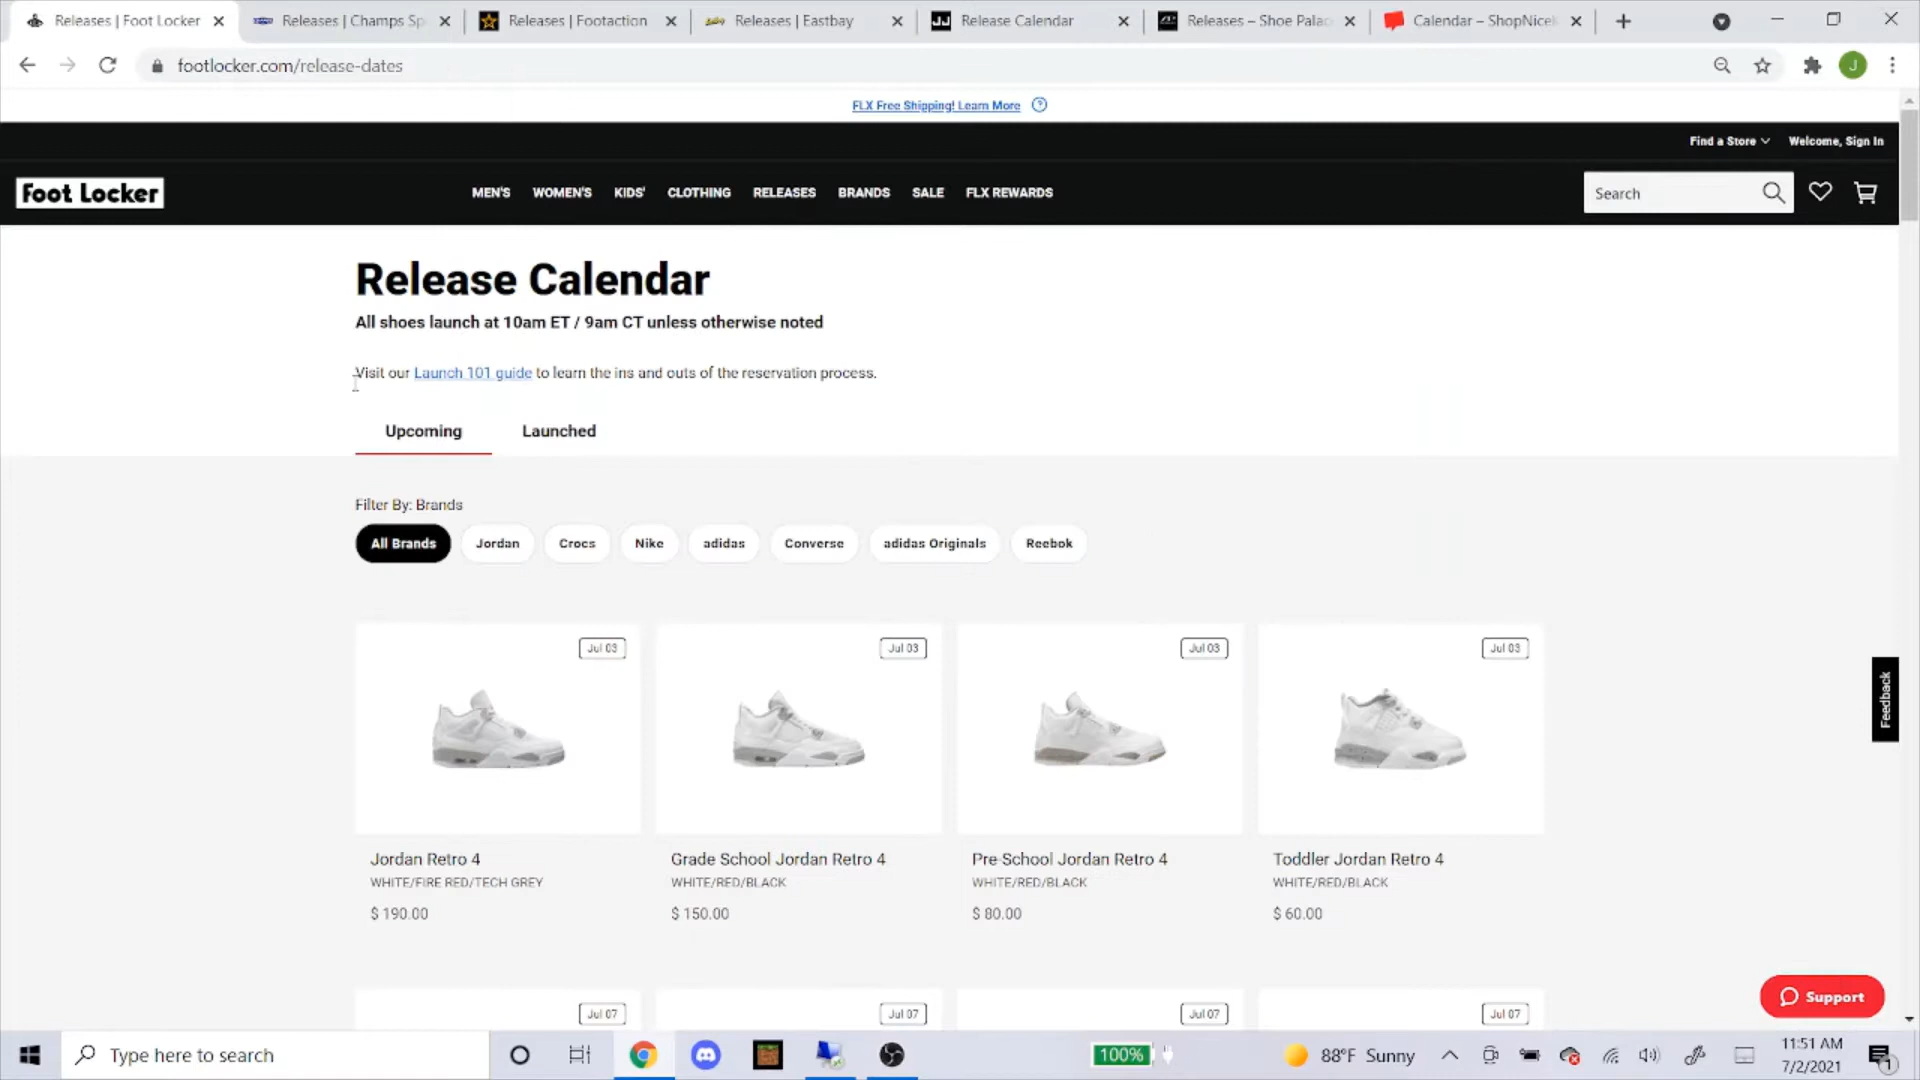 Releases | Foot Locker
Releases | Champs Sp
Releases | Footaction
Releases | Eastbay
JJ
Release Calendar
Releases – Shoe Palac
Calendar – ShopNiceK
footlocker.com/release-dates
J
FLX Free Shipping! Learn More ?
Find a Store
Welcome, Sign In
Foot Locker
MEN'S
WOMEN'S
KIDS'
CLOTHING
RELEASES
BRANDS
SALE
FLX REWARDS
Search
Release Calendar
All shoes launch at 10am ET / 9am CT unless otherwise noted
Visit our Launch 101 guide to learn the ins and outs of the reservation process.
Upcoming
Launched
Filter By: Brands
All Brands
Jordan
Crocs
Nike
adidas
Converse
adidas Originals
Reebok
Jul 03
Jul 03
Jul 03
Jul 03
Feedback
Jordan Retro 4
WHITE/FIRE RED/TECH GREY
$ 190.00
Grade School Jordan Retro 4
WHITE/RED/BLACK
$ 150.00
Pre-School Jordan Retro 4
WHITE/RED/BLACK
$ 80.00
Toddler Jordan Retro 4
WHITE/RED/BLACK
$ 60.00
Jul 07
Jul 07
Jul 07
Jul 07
Support
Type here to search
100%
88°F Sunny
11:51 AM
7/2/2021
1